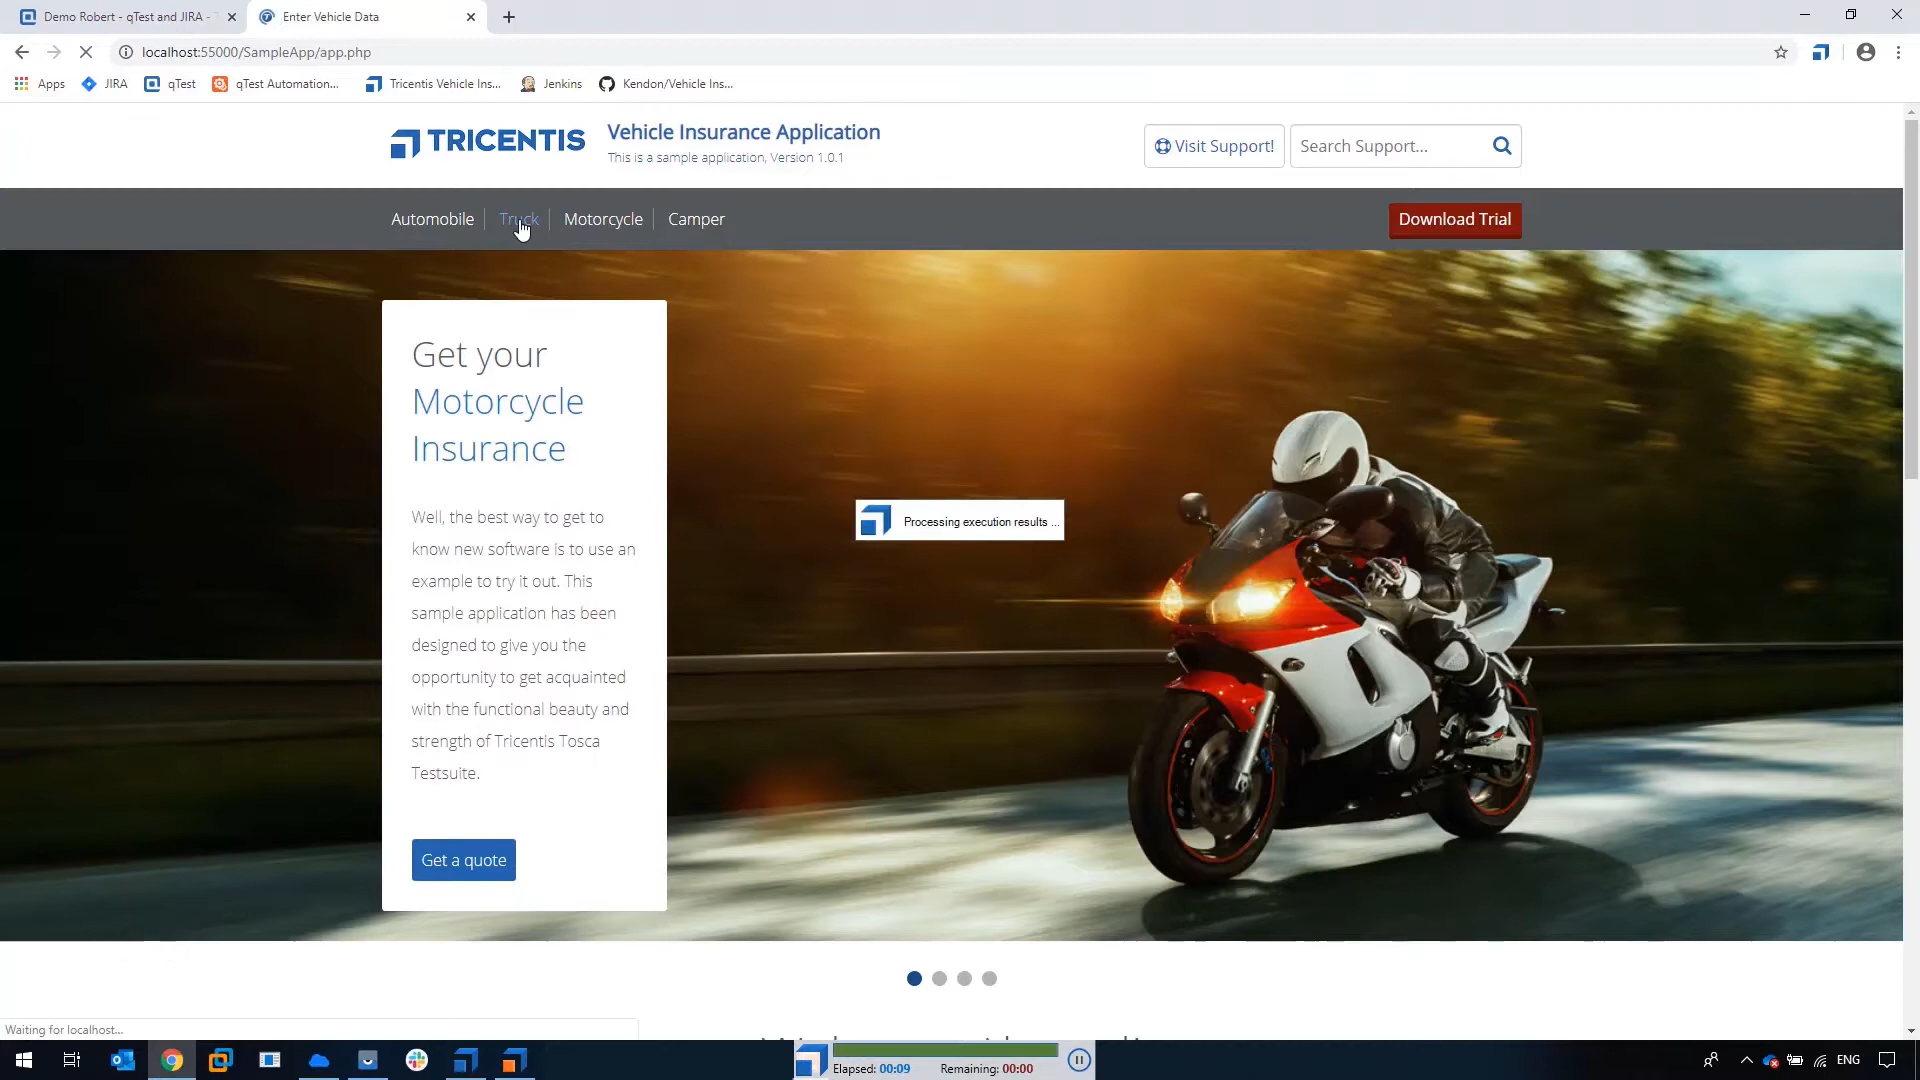 Demo Robert - qTest and JIRA -
Enter Vehicle Data
localhost:55000/SampleApp/app.php
Apps
JIRA
qTest
qTest Automation...
Tricentis Vehicle Ins...
Jenkins
Kendon/Vehicle Ins...
TRICENTIS
Vehicle Insurance Application
This is a sample application, Version 1.0.1
Visit Support!
Search Support...
Automobile
Truck
Motorcycle
Camper
Download Trial
Get your
Motorcycle
Insurance
Well, the best way to get to
know new software is to use an
example to try it out. This
sample application has been
designed to give you the
opportunity to get acquainted
with the functional beauty and
strength of Tricentis Tosca
Testsuite.
Processing execution results ...
Get a quote
Waiting for localhost...
Elapsed: 00:09
Remaining: 00:00
ENG